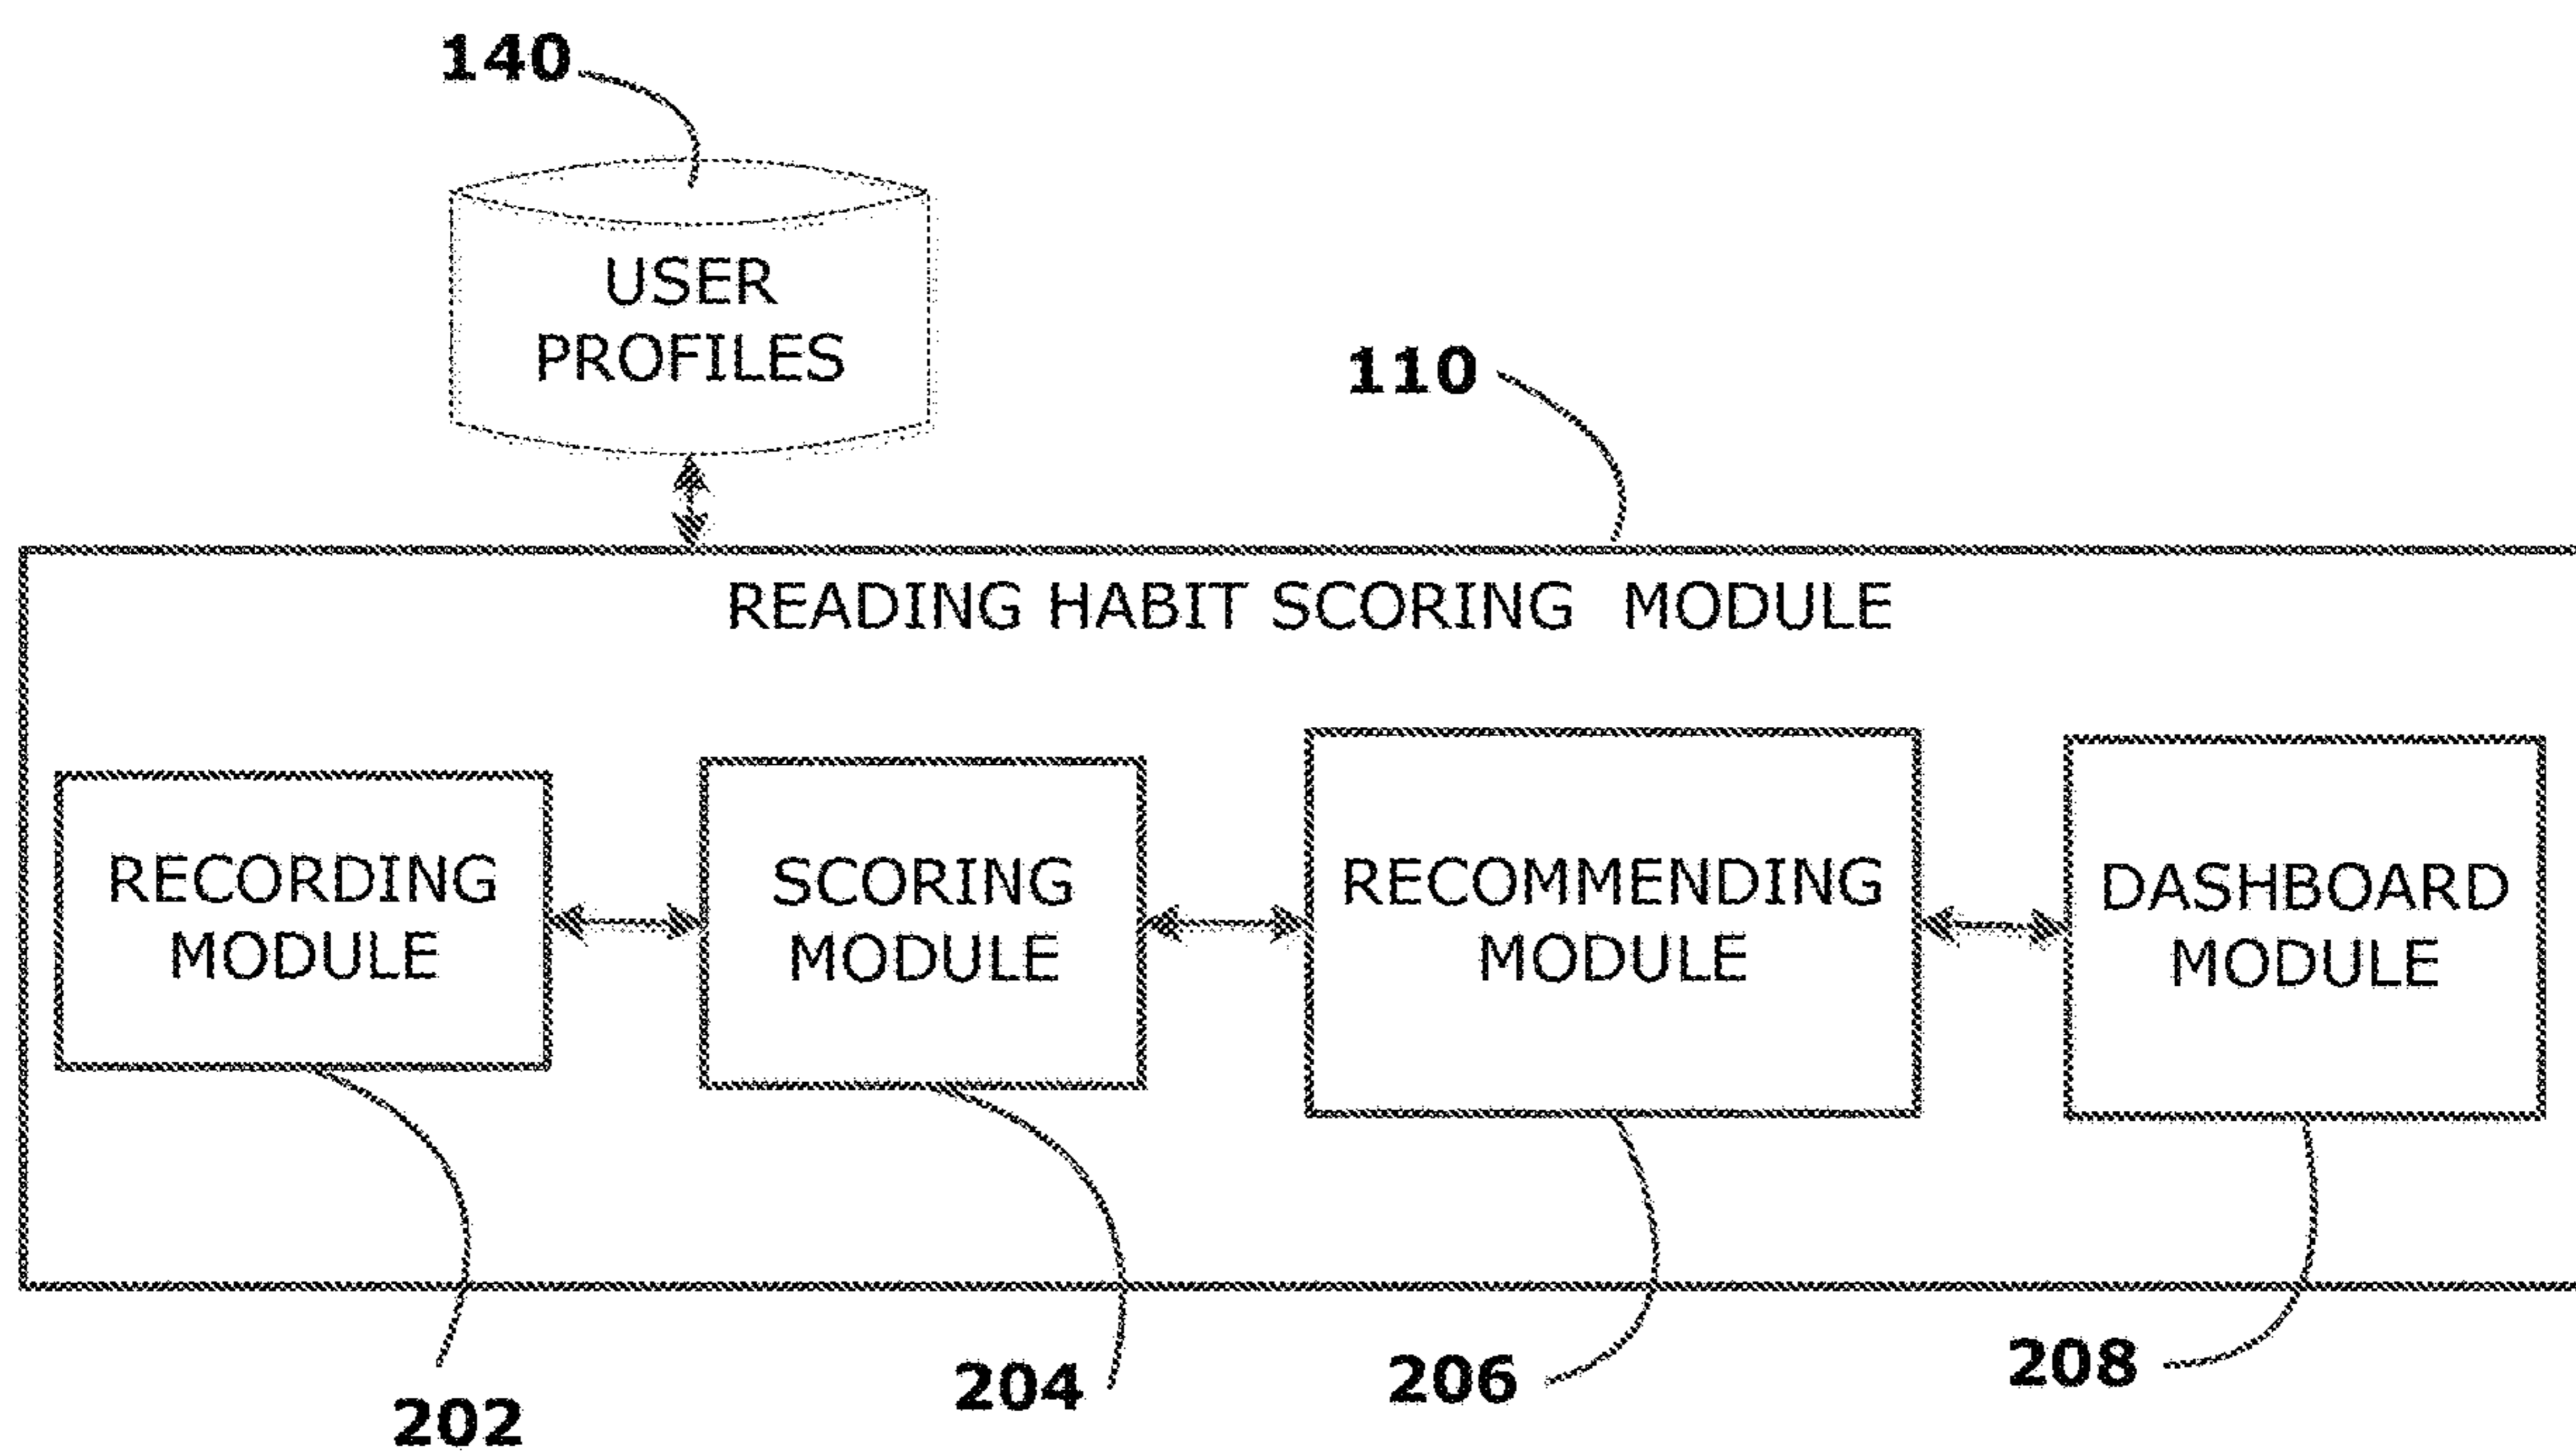 140
USER
PROFILES
110
READING HABIT SCORING MODULE
RECORDING
MODULE
SCORING
MODULE
RECOMMENDING
MODULE
DASHBOARD
MODULE
202
204
206
208